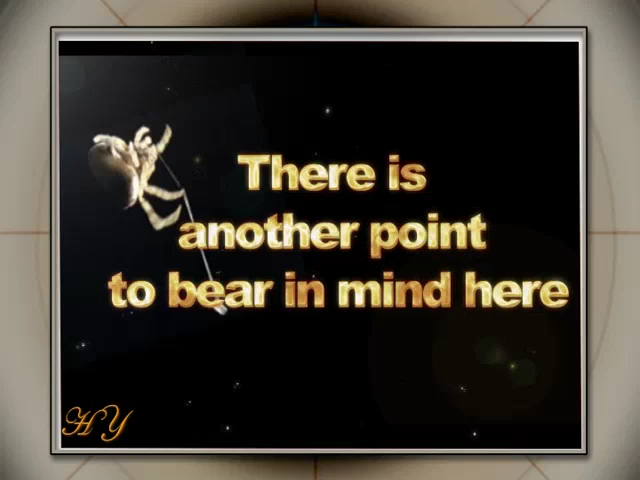 There is
another point
to bear in mind here
HY